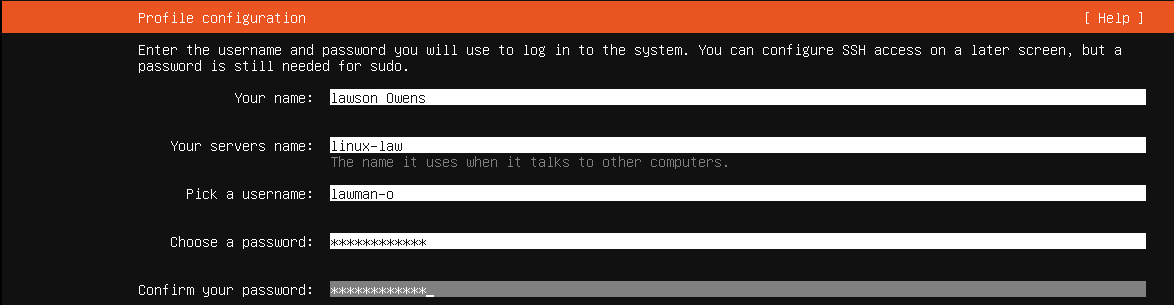 Profile configuration [ Help ]
Enter the username and password you will use to log in to the system. You can configure SSH access on a later screen, but a
password is still needed for sudo.
Your name: lawson Owens
Your servers name: linux-law
The name it uses when it talks to other computers.
Pick a username: lawman-o
Choose a password: ************
Confirm your password: ************_